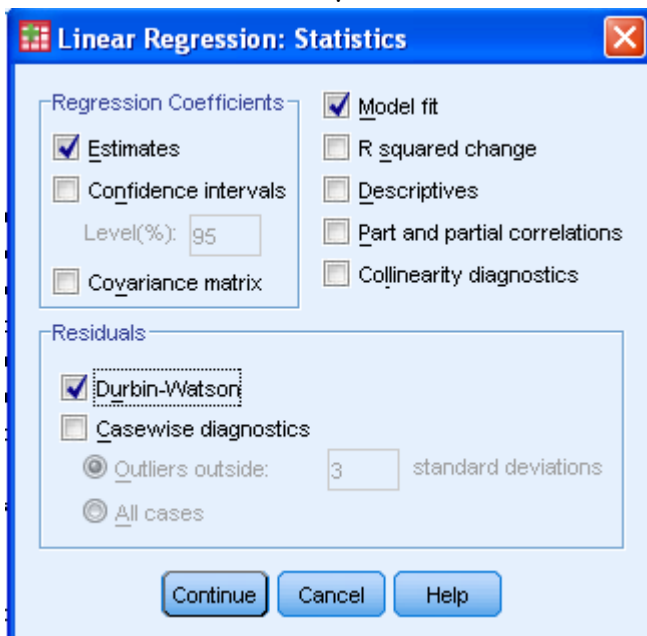 Linear Regression: Statistics
Regression Coefficients
Estimates
Confidence intervals
Level(%): 95
Covariance matrix
Model fit
R squared change
Descriptives
Part and partial correlations
Collinearity diagnostics
Residuals
Durbin-Watson
Casewise diagnostics
Outliers outside: 3 standard deviations
All cases
Continue Cancel Help